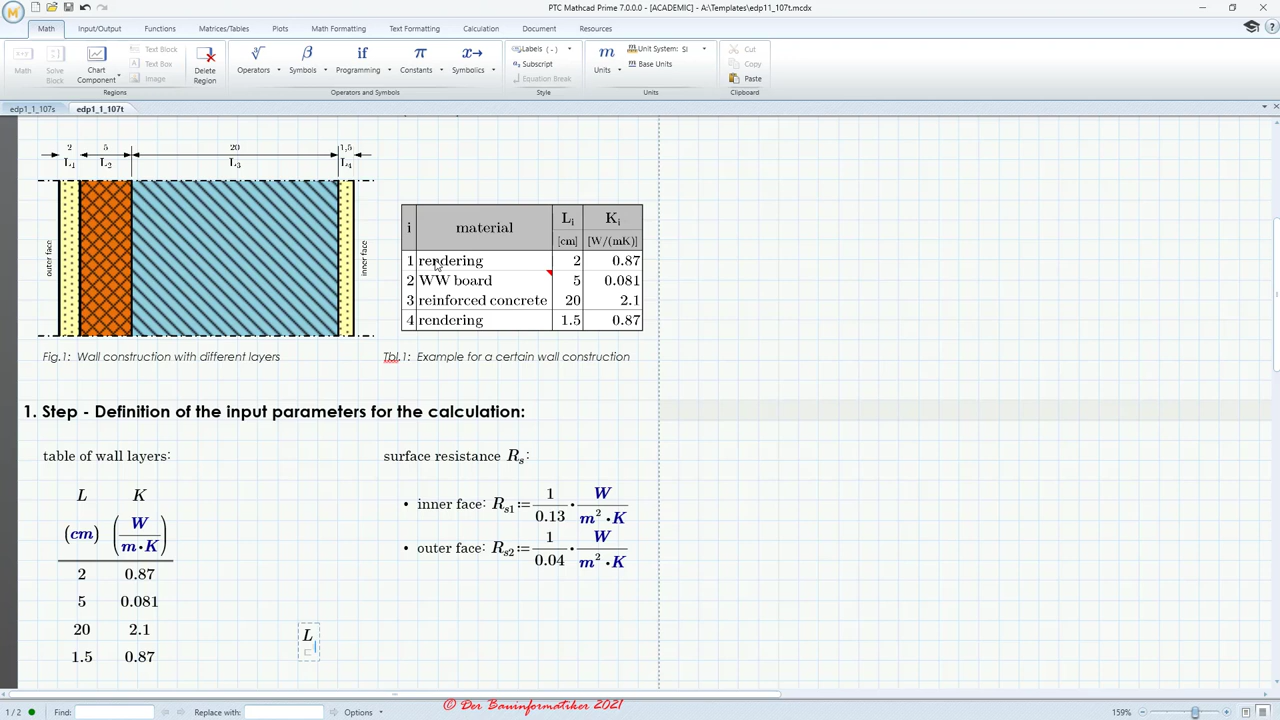 PTC Mathcad Prime 7.0.0.0 - [ACADEMIC] - A:\Templates\edp11_107t.mcdx
Math Input/Output Functions Matrices/Tables Plots Math Formatting Text Formatting Calculation Document Resources
Math Solve Block Chart Component Text Block Text Box Image Delete Region
Operators Symbols Programming Constants Symbolics
Labels ( – ) Subscript Equation Break
Units Unit System: SI Base Units
Cut Copy Paste
Regions Operators and Symbols Style Units Clipboard
edp1_1_107s edp1_1_107t
2 5 20 1,5
L₁ L₂ L₃ L₄
outer face
inner face
i material Lᵢ Kᵢ
[cm] [W/(mK)]
1 rendering 2 0.87
2 WW board 5 0.081
3 reinforced concrete 20 2.1
4 rendering 1.5 0.87
Fig.1: Wall construction with different layers
Tbl.1: Example for a certain wall construction
1. Step - Definition of the input parameters for the calculation:
table of wall layers:
L K
(cm) (W/(m·K))
2 0.87
5 0.081
20 2.1
1.5 0.87
surface resistance Rₛ:
• inner face: Rₛ₁:=1/0.13·W/(m²·K)
• outer face: Rₛ₂:=1/0.04·W/(m²·K)
L
1 / 2 Find: Replace with: Options 159%
© Der Bauinformatiker 2021